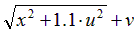 √(x² + 1.1·u²) + v